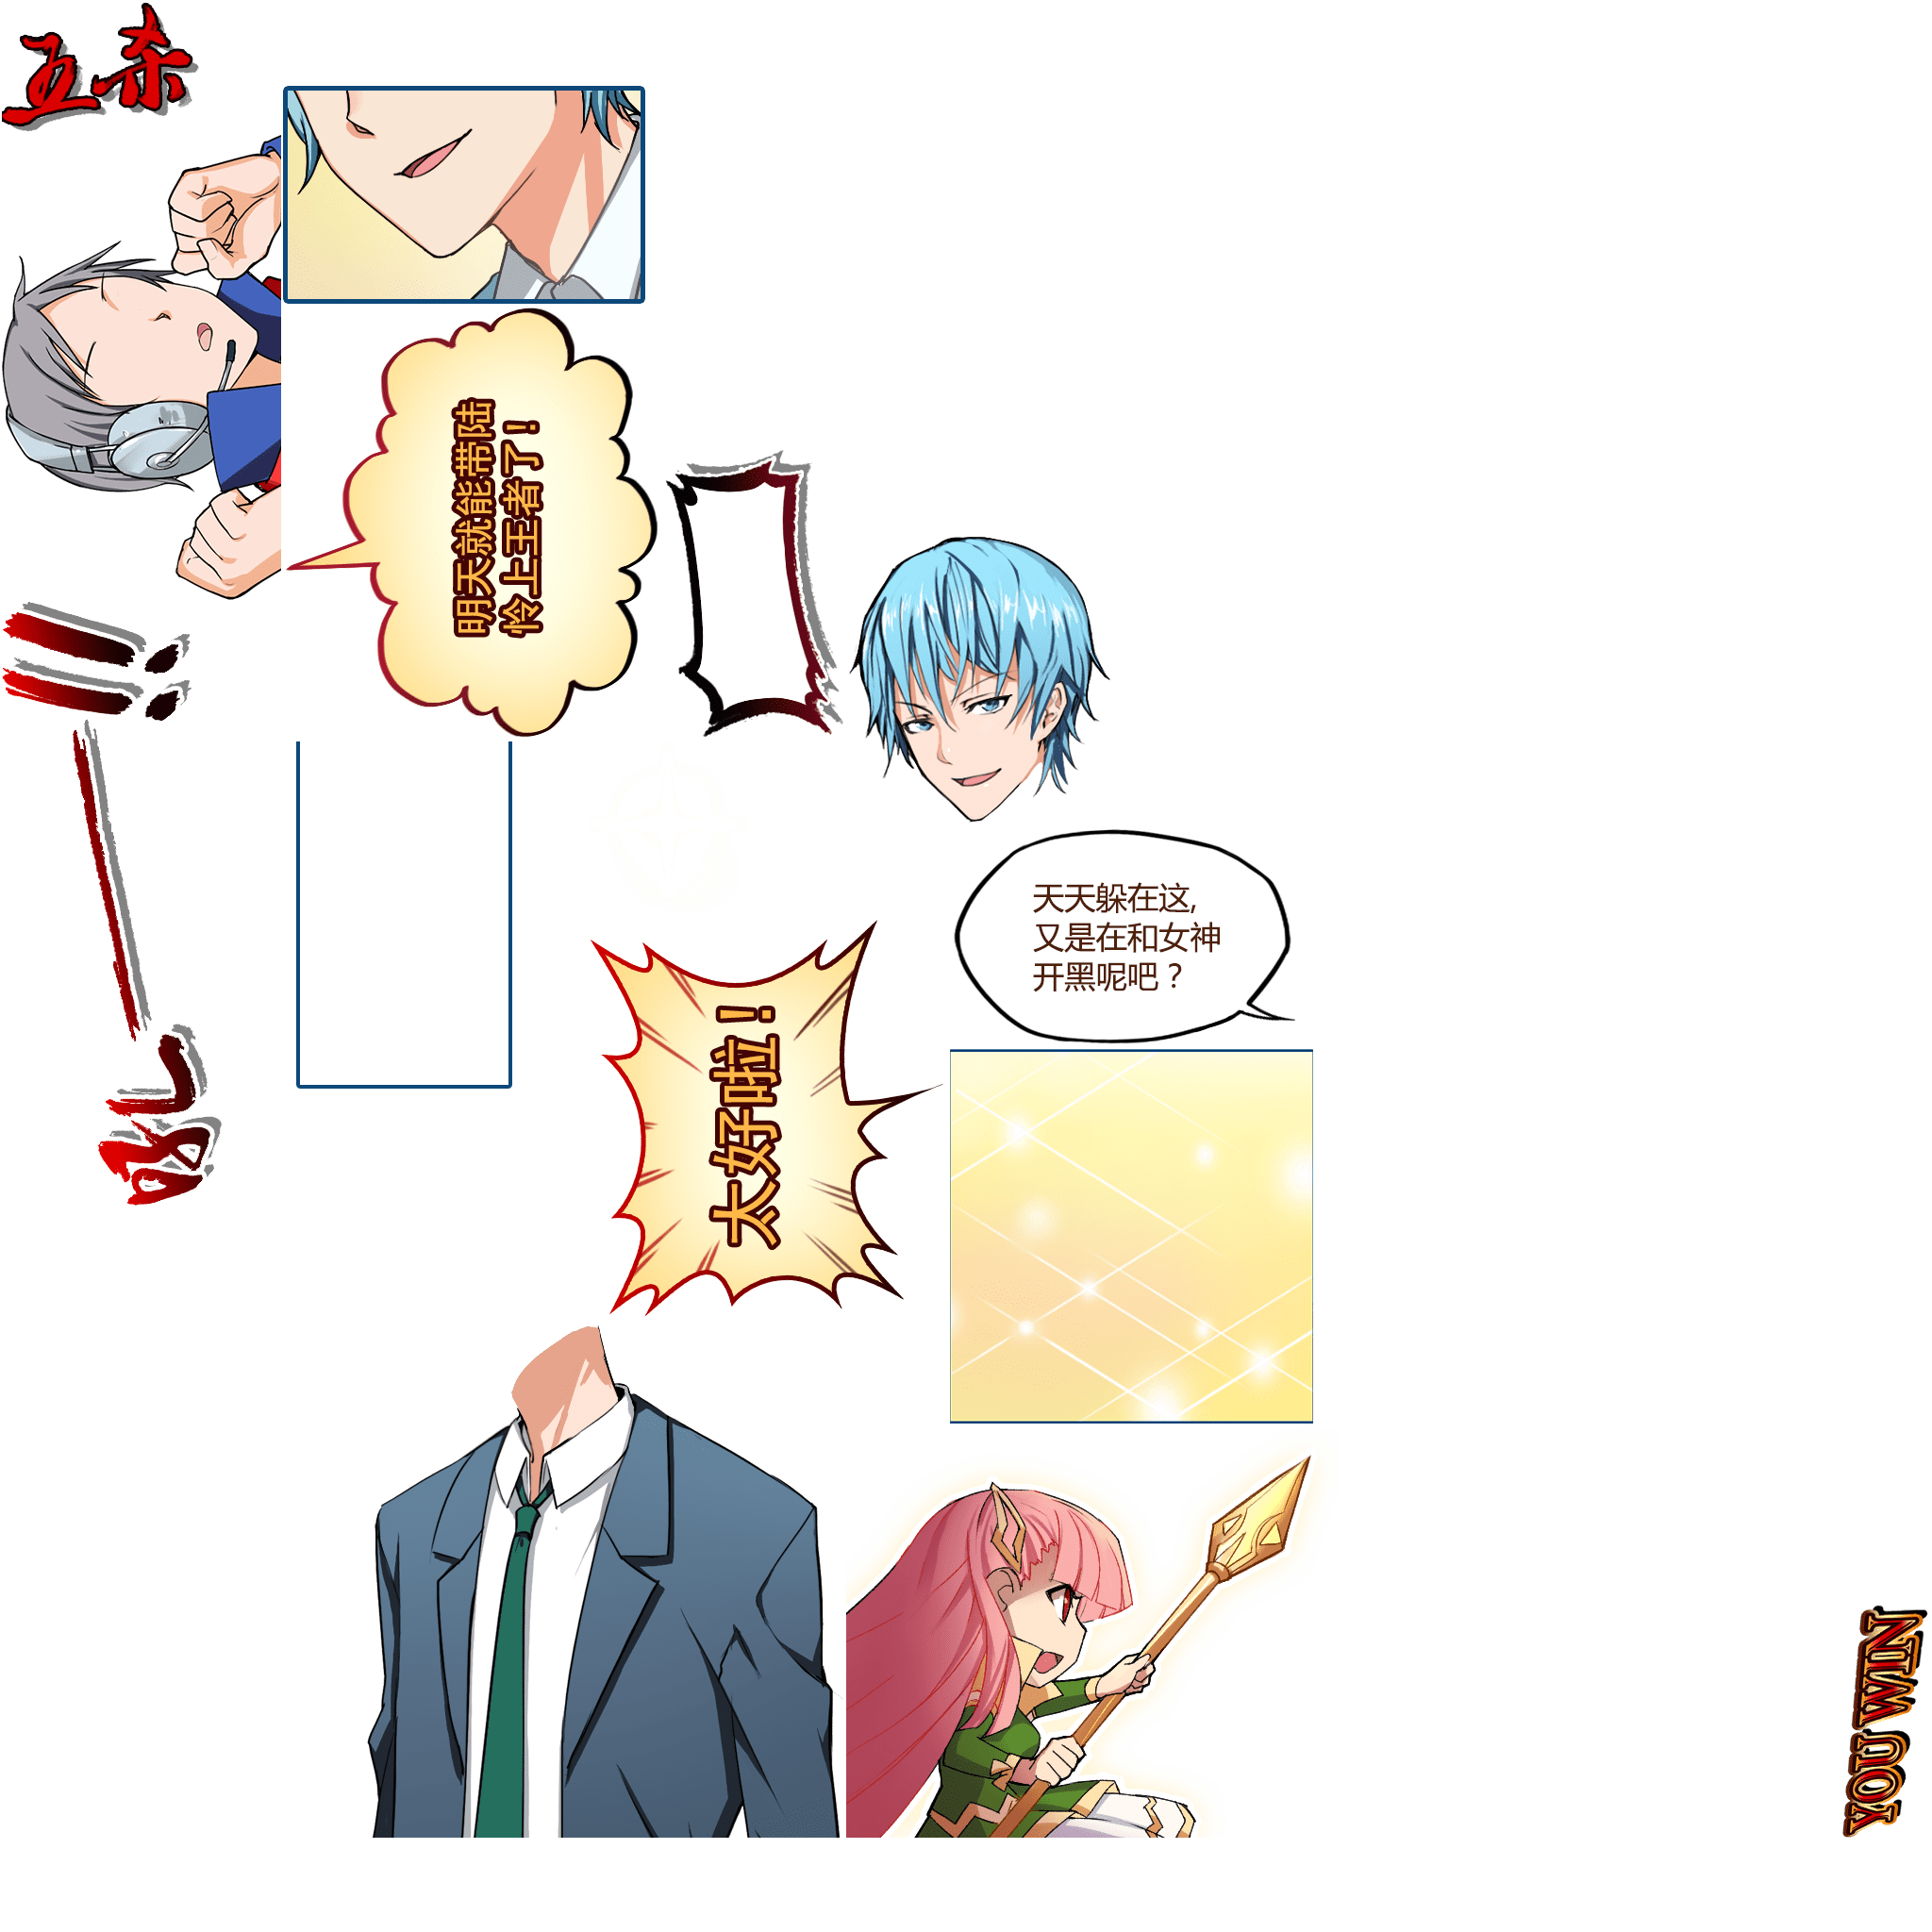 五杀
明天就能带陆
怜上王者了！
天天躲在这,
又是在和女神
开黑呢吧？
太好啦！
YOU WIN